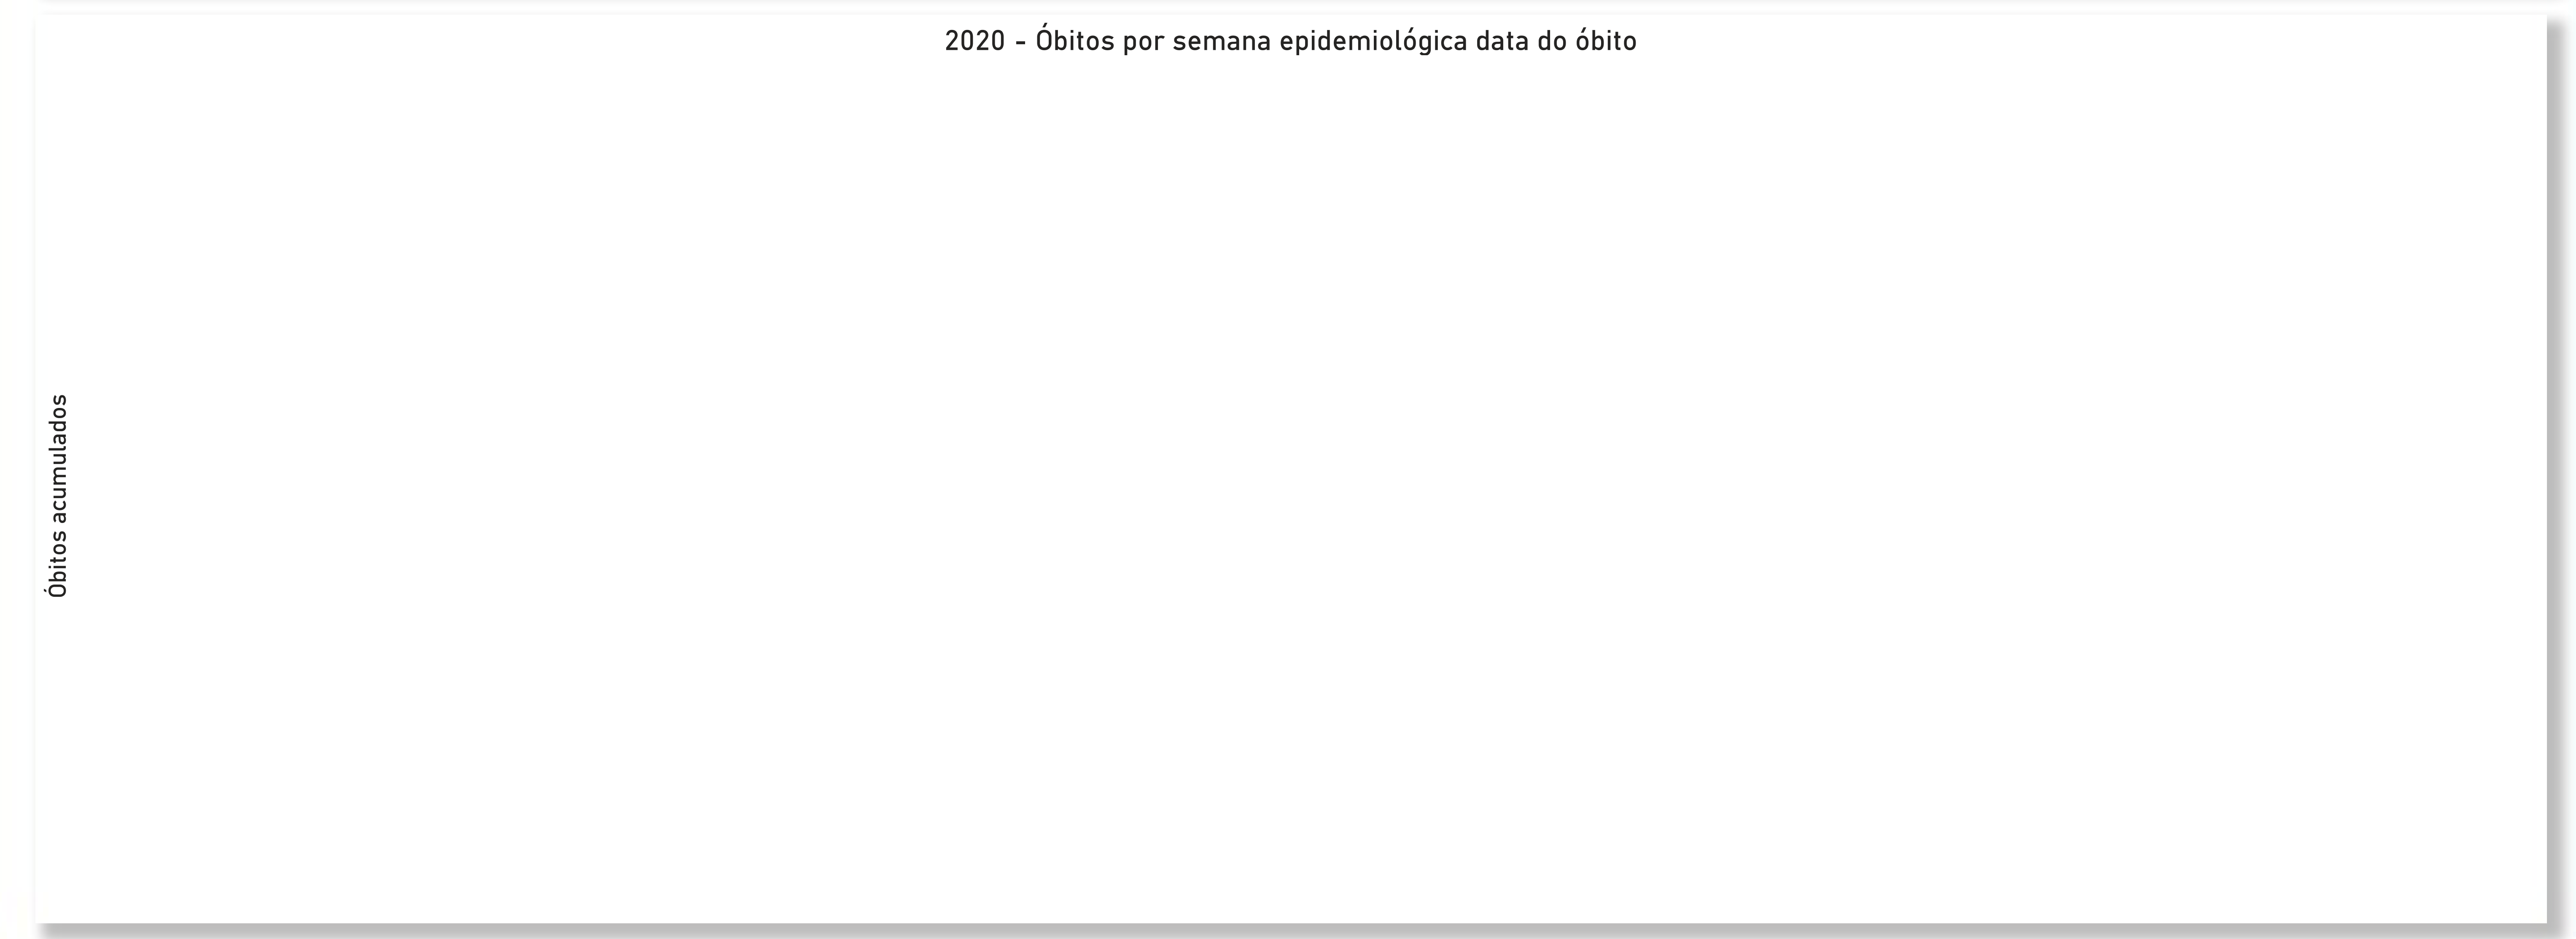 2020 - Óbitos por semana epidemiológica data do óbito
Óbitos acumulados